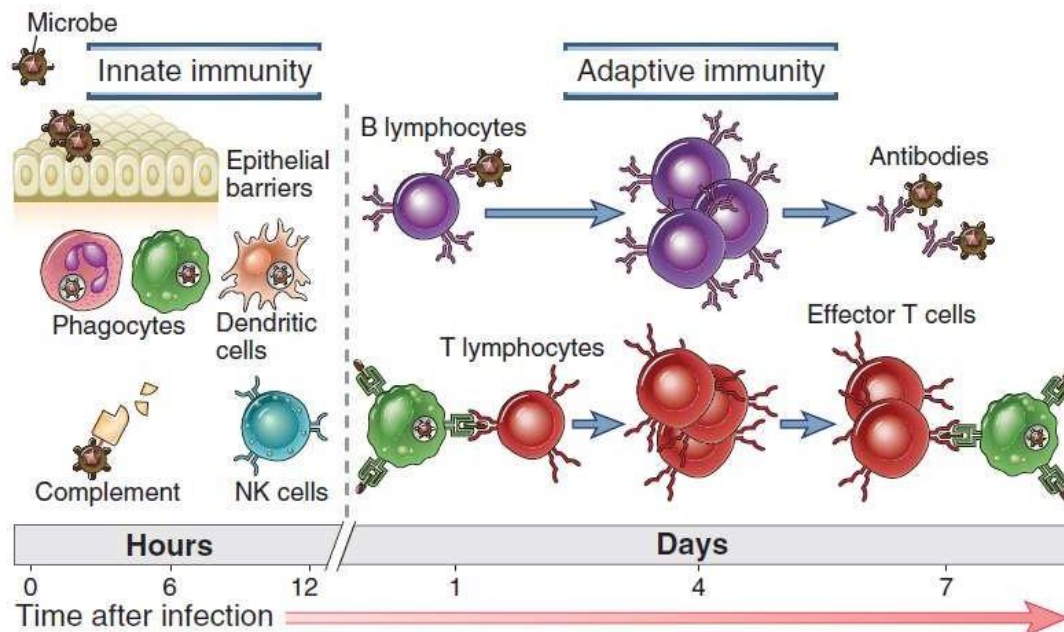 Microbe
Innate immunity
Adaptive immunity
Epithelial
barriers
B lymphocytes
Antibodies
Phagocytes
Dendritic
cells
T lymphocytes
Effector T cells
Complement
NK cells
Hours
Days
0
6
12
1
4
7
Time after infection